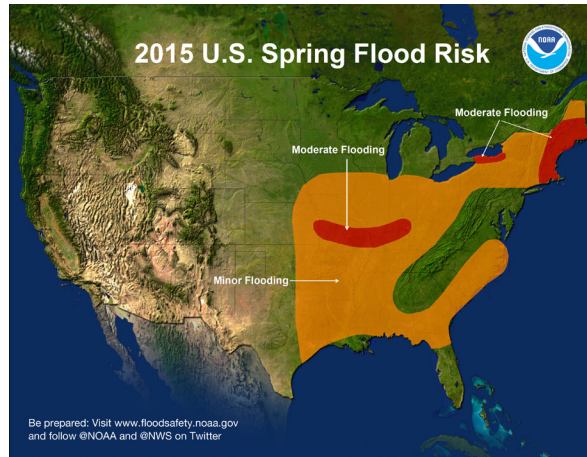 2015 U.S. Spring Flood Risk
NOAA
Moderate Flooding
Moderate Flooding
Minor Flooding
Be prepared: Visit www.floodsafety.noaa.gov
and follow @NOAA and @NWS on Twitter